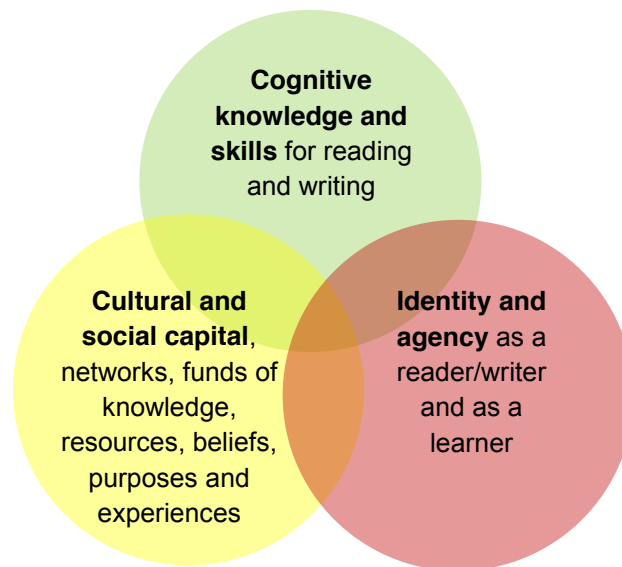 Cognitive
knowledge and
skills for reading
and writing
Cultural and
social capital,
networks, funds of
knowledge,
resources, beliefs,
purposes and
experiences
Identity and
agency as a
reader/writer
and as a
learner